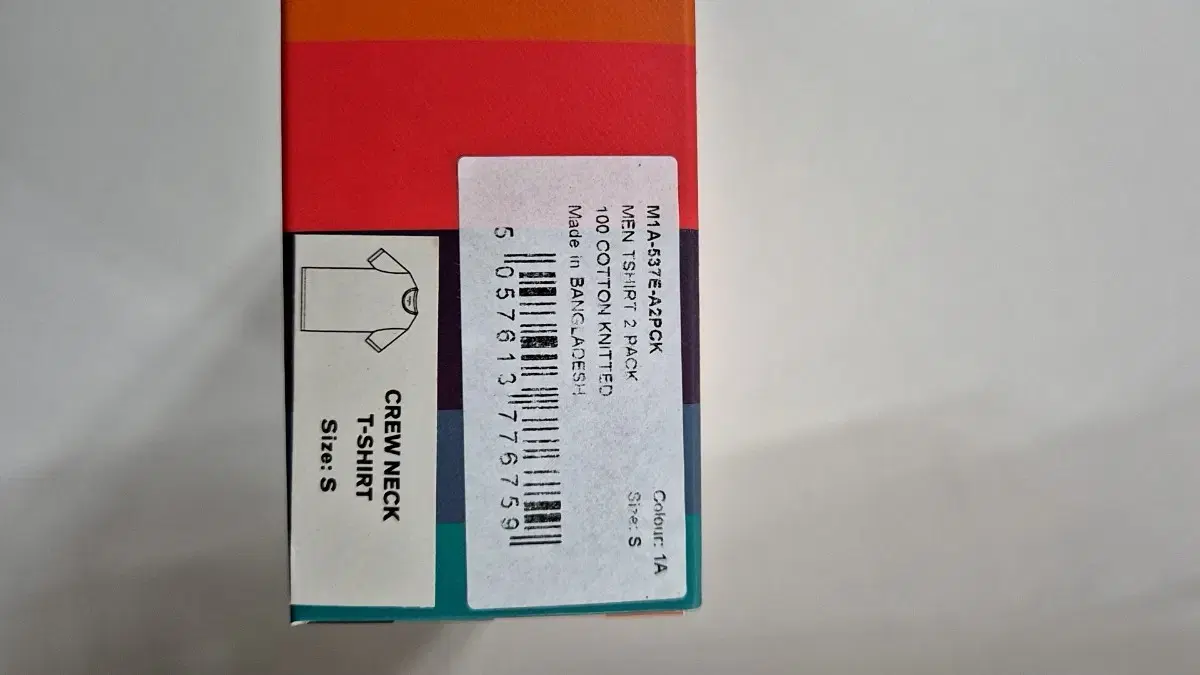 M1A-537E-A2PCK
Colour: 1A
MEN TSHIRT 2 PACK
Size: S
100 COTTON KNITTED
Made in BANGLADESH
5 057613 776759
CREW NECK
T-SHIRT
Size: S